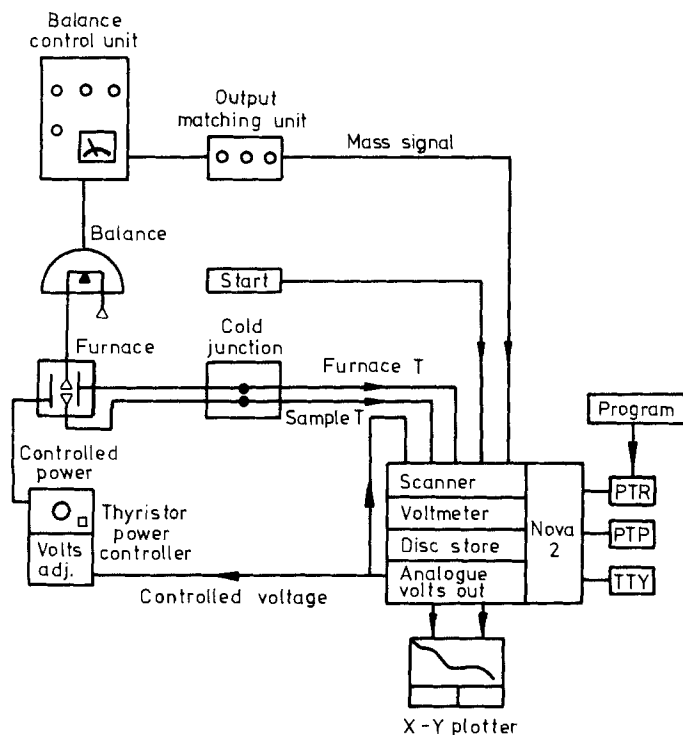 Balance
control unit
Output
matching unit
Mass signal
Balance
Start
Furnace
Cold
junction
Furnace T
Sample T
Program
Controlled
power
Scanner
Voltmeter
Disc store
Analogue
volts out
Nova
2
PTR
PTP
TTY
Thyristor
power
controller
Volts
adj.
Controlled voltage
X-Y plotter